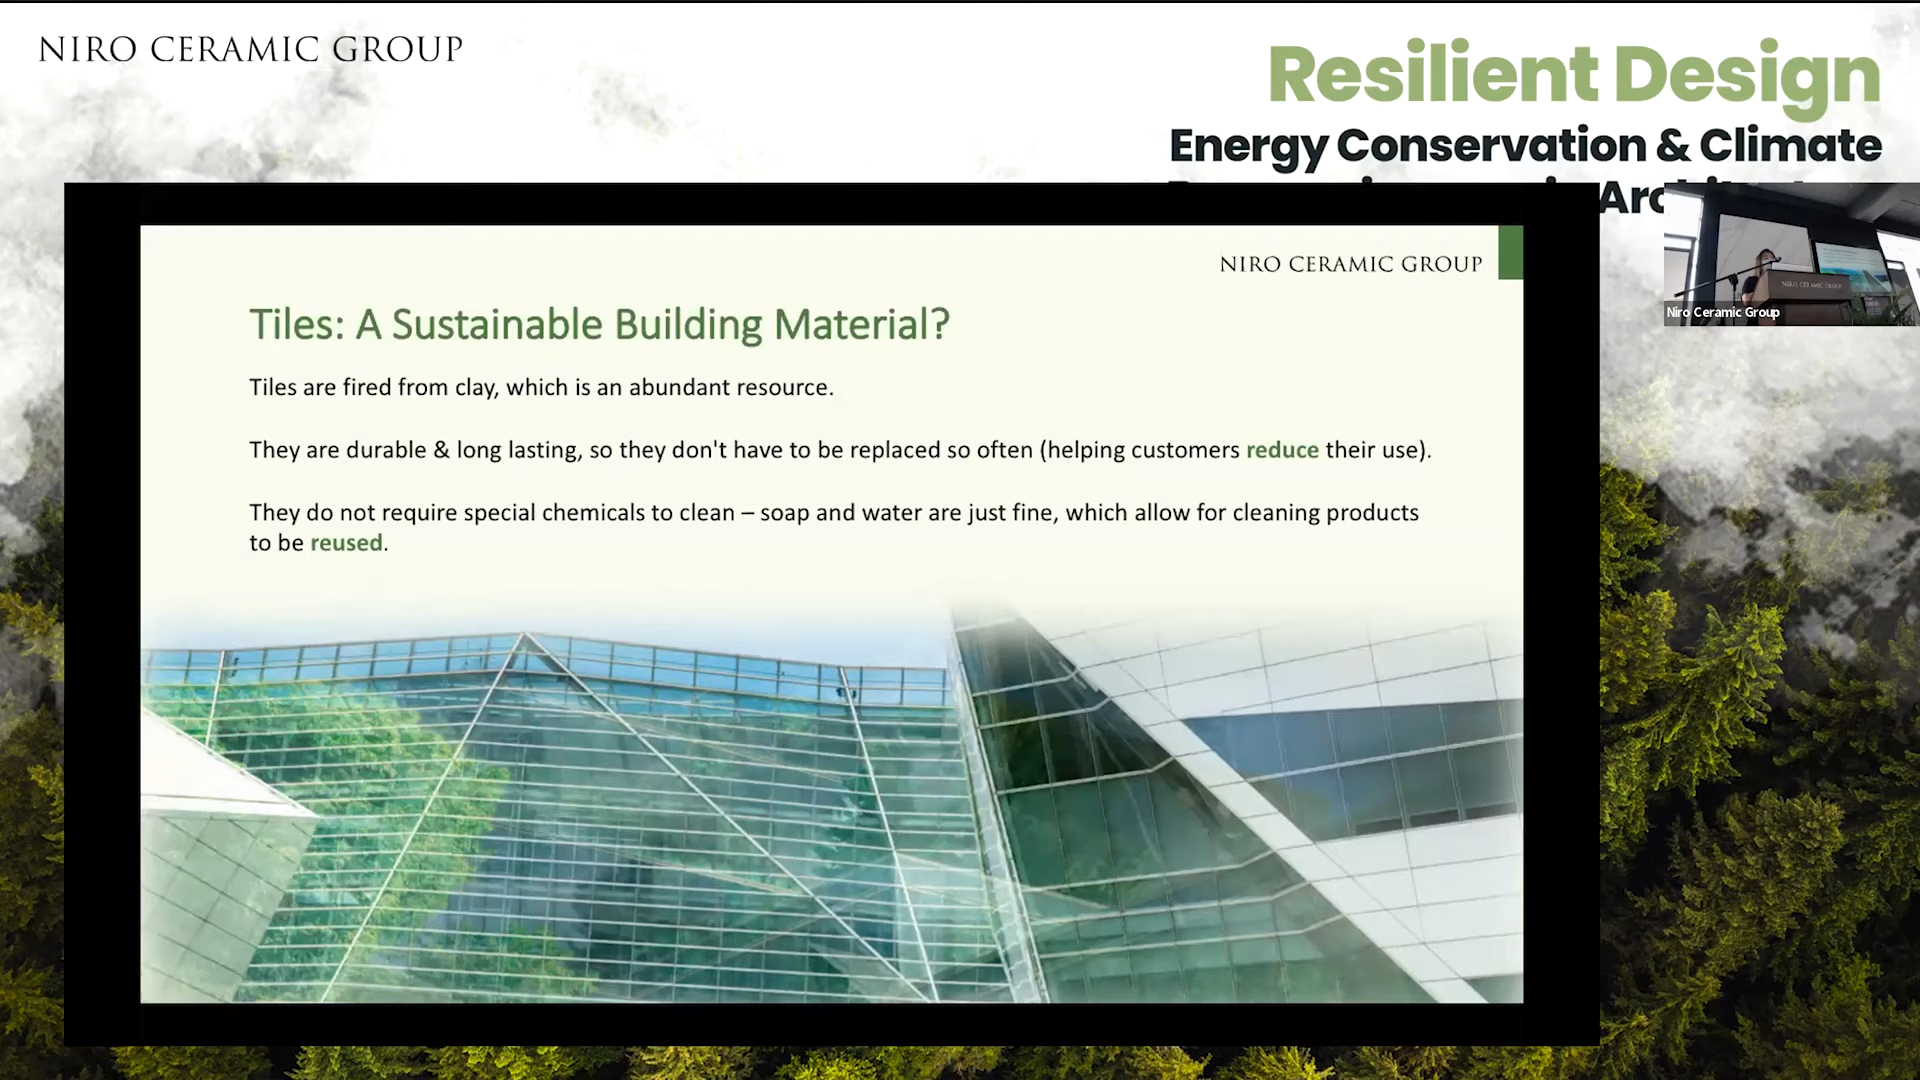 NIRO CERAMIC GROUP
Resilient Design
Energy Conservation & Climate
NIRO CERAMIC GROUP
Tiles: A Sustainable Building Material?
Tiles are fired from clay, which is an abundant resource.
They are durable & long lasting, so they don't have to be replaced so often (helping customers reduce their use).
They do not require special chemicals to clean – soap and water are just fine, which allow for cleaning products
to be reused.
NIRO CERAMIC GROUP
Niro Ceramic Group